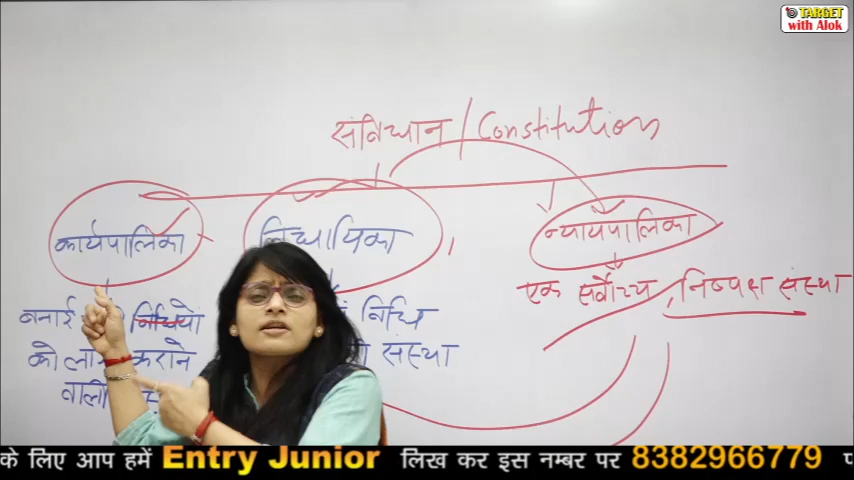 TARGET
with Alok
संविधान / Constitution
कार्यपालिका
विधायिका
न्यायपालिका
एक सर्वोच्य, निष्पक्ष संस्था
बनाई विधियों
विधि
को कराने
संस्था
वाली
के लिए आप हमें Entry Junior लिख कर इस नम्बर पर 8382966779 प